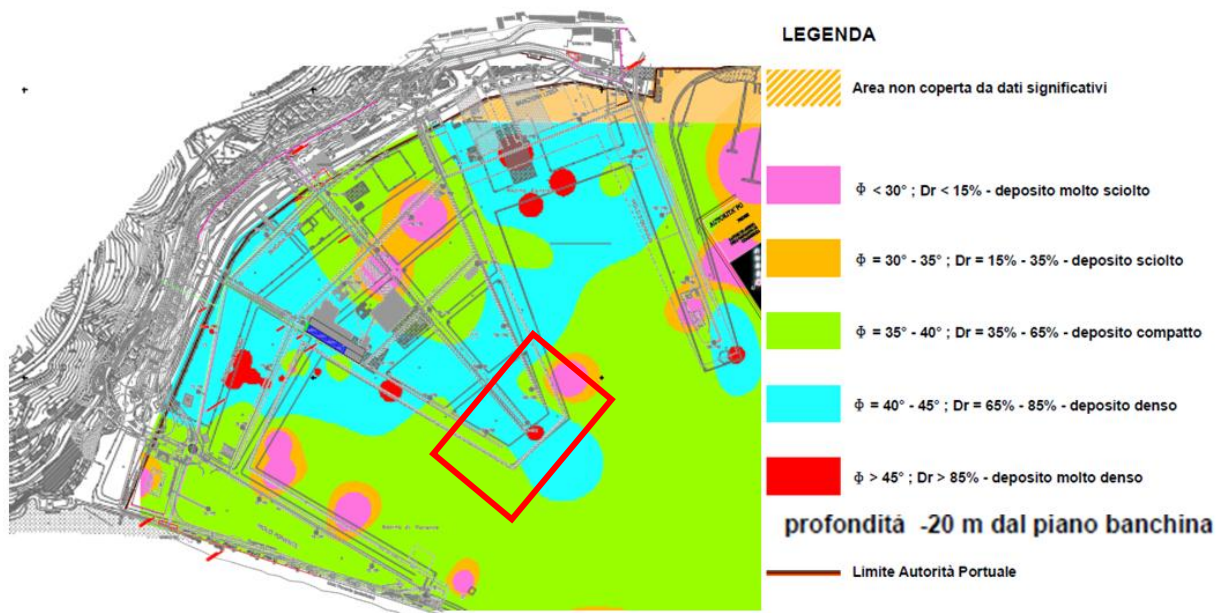 LEGENDA
Area non coperta da dati significativi
Φ < 30° ; Dr < 15% - deposito molto sciolto
Φ = 30° - 35° ; Dr = 15% - 35% - deposito sciolto
Φ = 35° - 40° ; Dr = 35% - 65% - deposito compatto
Φ = 40° - 45° ; Dr = 65% - 85% - deposito denso
Φ > 45° ; Dr > 85% - deposito molto denso
profonditá -20 m dal piano banchina
Limite Autorità Portuale